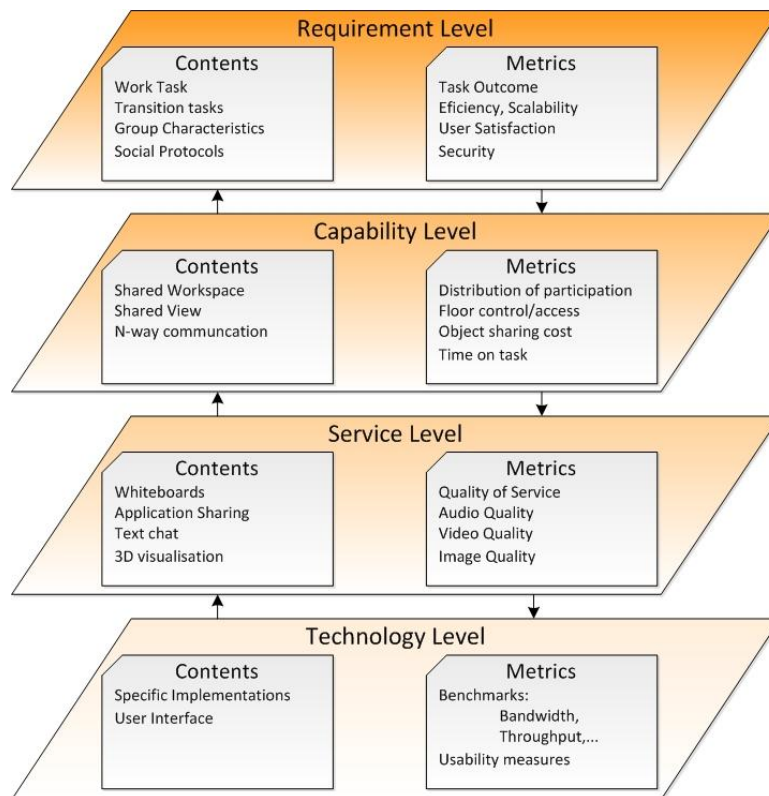 Requirement Level
Contents
Work Task
Transition tasks
Group Characteristics
Social Protocols
Metrics
Task Outcome
Eficiency, Scalability
User Satisfaction
Security
Capability Level
Contents
Shared Workspace
Shared View
N-way communcation
Metrics
Distribution of participation
Floor control/access
Object sharing cost
Time on task
Service Level
Contents
Whiteboards
Application Sharing
Text chat
3D visualisation
Metrics
Quality of Service
Audio Quality
Video Quality
Image Quality
Technology Level
Contents
Specific Implementations
User Interface
Metrics
Benchmarks:
Bandwidth,
Throughput,...
Usability measures